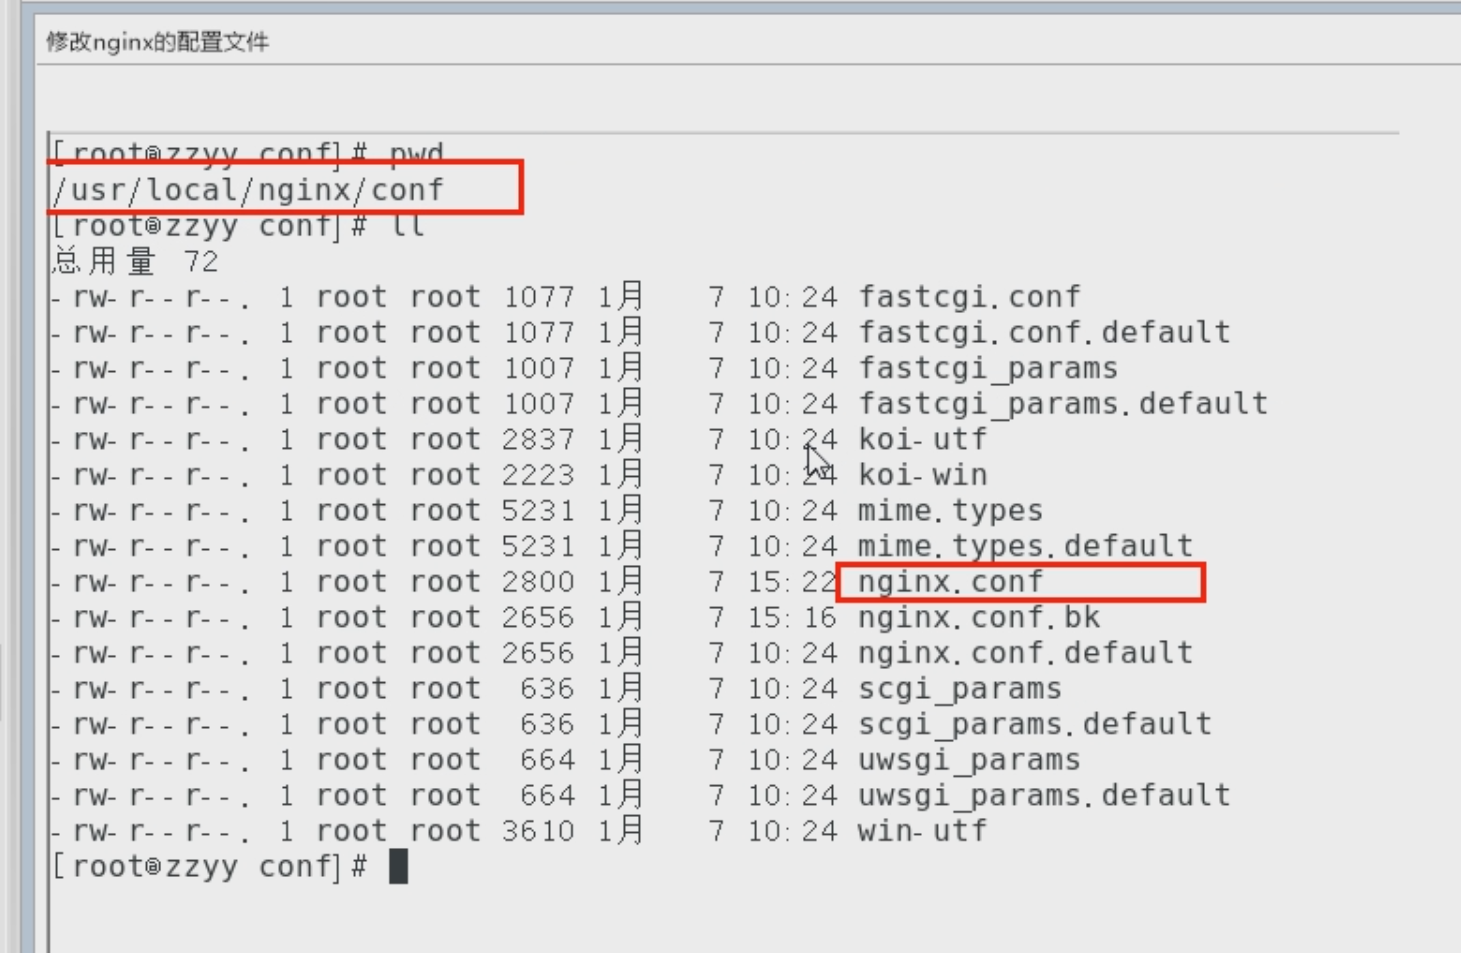 修改nginx的配置文件
[root@zzyy conf]# pwd
/usr/local/nginx/conf
[root@zzyy conf]# ll
总用量 72
-rw-r--r--. 1 root root 1077 1月 7 10:24 fastcgi.conf
-rw-r--r--. 1 root root 1077 1月 7 10:24 fastcgi.conf.default
-rw-r--r--. 1 root root 1007 1月 7 10:24 fastcgi_params
-rw-r--r--. 1 root root 1007 1月 7 10:24 fastcgi_params.default
-rw-r--r--. 1 root root 2837 1月 7 10:24 koi-utf
-rw-r--r--. 1 root root 2223 1月 7 10:24 koi-win
-rw-r--r--. 1 root root 5231 1月 7 10:24 mime.types
-rw-r--r--. 1 root root 5231 1月 7 10:24 mime.types.default
-rw-r--r--. 1 root root 2800 1月 7 15:22 nginx.conf
-rw-r--r--. 1 root root 2656 1月 7 15:16 nginx.conf.bk
-rw-r--r--. 1 root root 2656 1月 7 10:24 nginx.conf.default
-rw-r--r--. 1 root root 636 1月 7 10:24 scgi_params
-rw-r--r--. 1 root root 636 1月 7 10:24 scgi_params.default
-rw-r--r--. 1 root root 664 1月 7 10:24 uwsgi_params
-rw-r--r--. 1 root root 664 1月 7 10:24 uwsgi_params.default
-rw-r--r--. 1 root root 3610 1月 7 10:24 win-utf
[root@zzyy conf]#